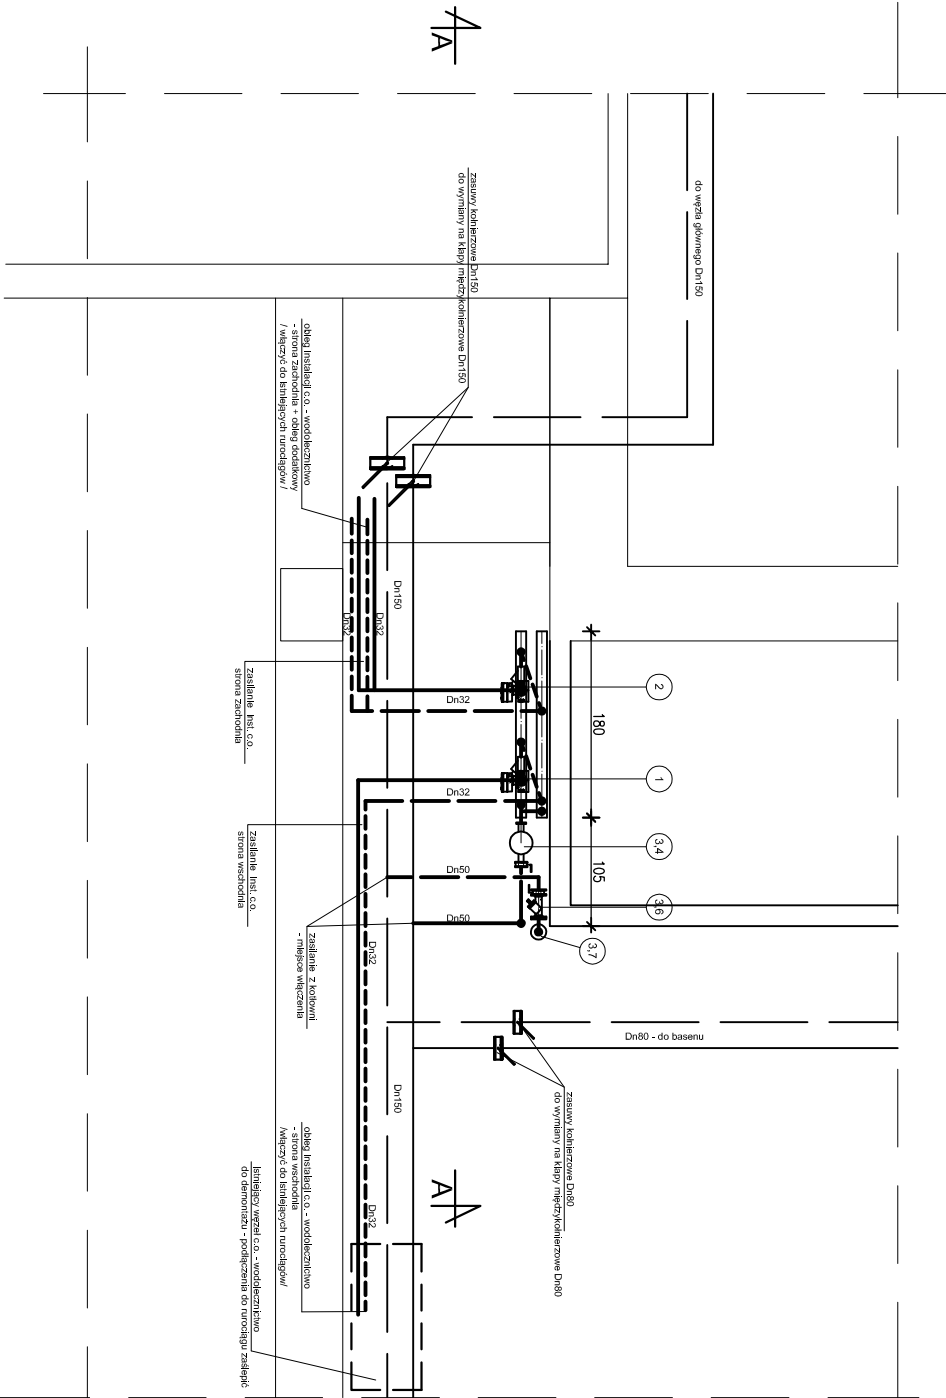 A
do węzła głównego Dn150
zasuwy kołnierzowe Dn150
do wymiany na klapy międzykołnierzowe Dn150
obieg instalacji c.o. - wodolecznictwo
- strona zachodnia + obieg dodatkowy
/ włączyć do istniejących rurociągów /
Dn150
Dn32
Dn32
zasilanie inst. c.o.
strona zachodnia
Dn32
2
180
1
Dn32
3,4
105
Dn50
3,6
Dn50
3,7
zasilanie inst. c.o.
strona wschodnia
Dn32
zasilanie z kotłowni
- miejsce włączenia
Dn80 - do basenu
Dn150
zasuwy kołnierzowe Dn80
do wymiany na klapy międzykołnierzowe Dn80
A
obieg instalacji c.o. - wodolecznictwo
- strona wschodnia
/włączyć do istniejących rurociągów/
Dn32
istniejący węzeł c.o. - wodolecznictwo
do demontażu - podłączenia do rurociągu zaślepić